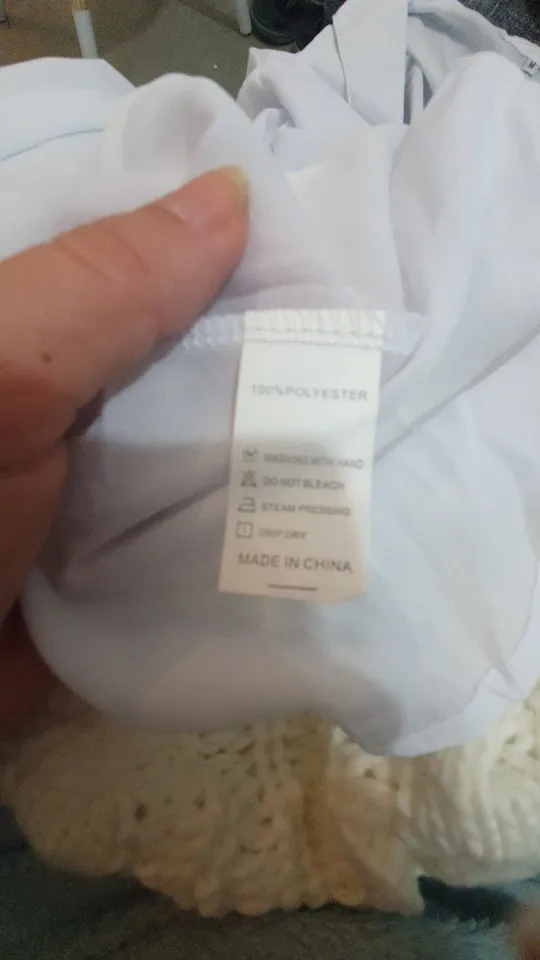 M
100%POLYESTER
WASHING WITH HAND
DO NOT BLEACH
STEAM PRESSING
DRIP DRY
MADE IN CHINA